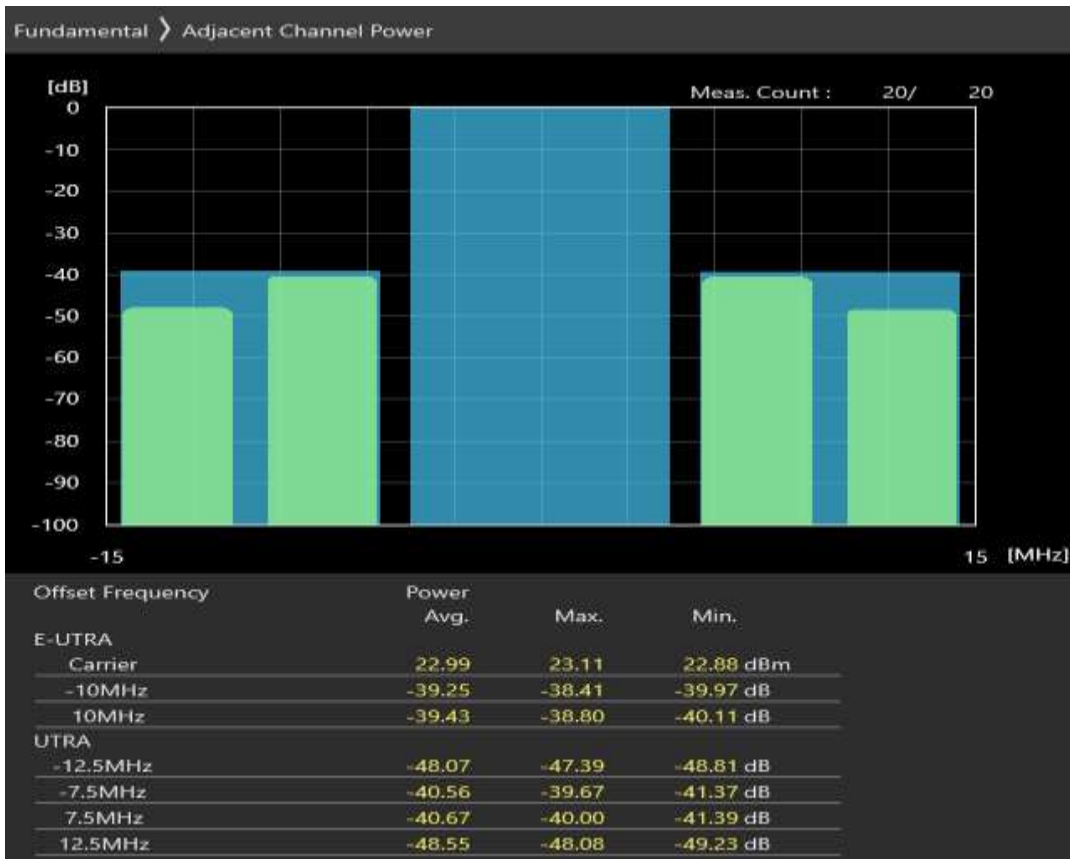 Fundamental 〉 Adjacent Channel Power
[dB]
Meas. Count : 20/ 20
0
-10
-20
-30
-40
-50
-60
-70
-80
-90
-100
-15 15 [MHz]
Offset Frequency Power
Avg. Max. Min.
E-UTRA
Carrier 22.99 23.11 22.88 dBm
-10MHz -39.25 -38.41 -39.97 dB
10MHz -39.43 -38.80 -40.11 dB
UTRA
-12.5MHz -48.07 -47.39 -48.81 dB
-7.5MHz -40.56 -39.67 -41.37 dB
7.5MHz -40.67 -40.00 -41.39 dB
12.5MHz -48.55 -48.08 -49.23 dB